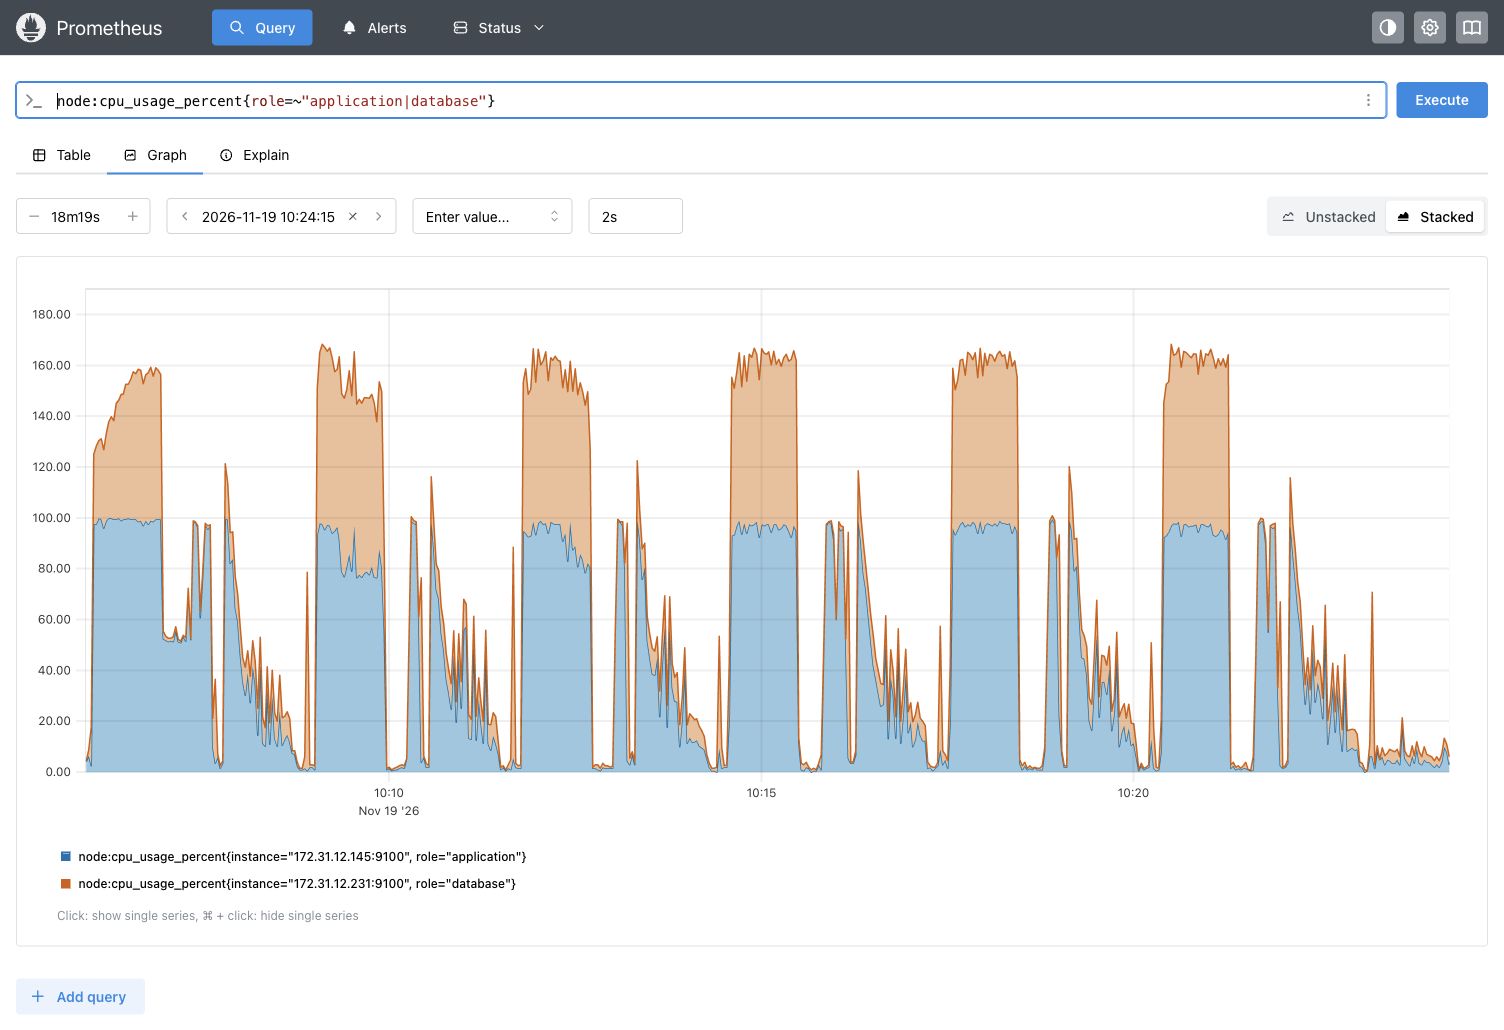 Prometheus Query Alerts Status
>_ node:cpu_usage_percent{role=~"application|database"} Execute
Table Graph Explain
18m19s 2026-11-19 10:24:15 Enter value... 2s Unstacked Stacked
180.00
160.00
140.00
120.00
100.00
80.00
60.00
40.00
20.00
0.00
10:10 10:15 10:20
Nov 19 '26
node:cpu_usage_percent{instance="172.31.12.145:9100", role="application"}
node:cpu_usage_percent{instance="172.31.12.231:9100", role="database"}
Click: show single series, ⌘ + click: hide single series
Add query